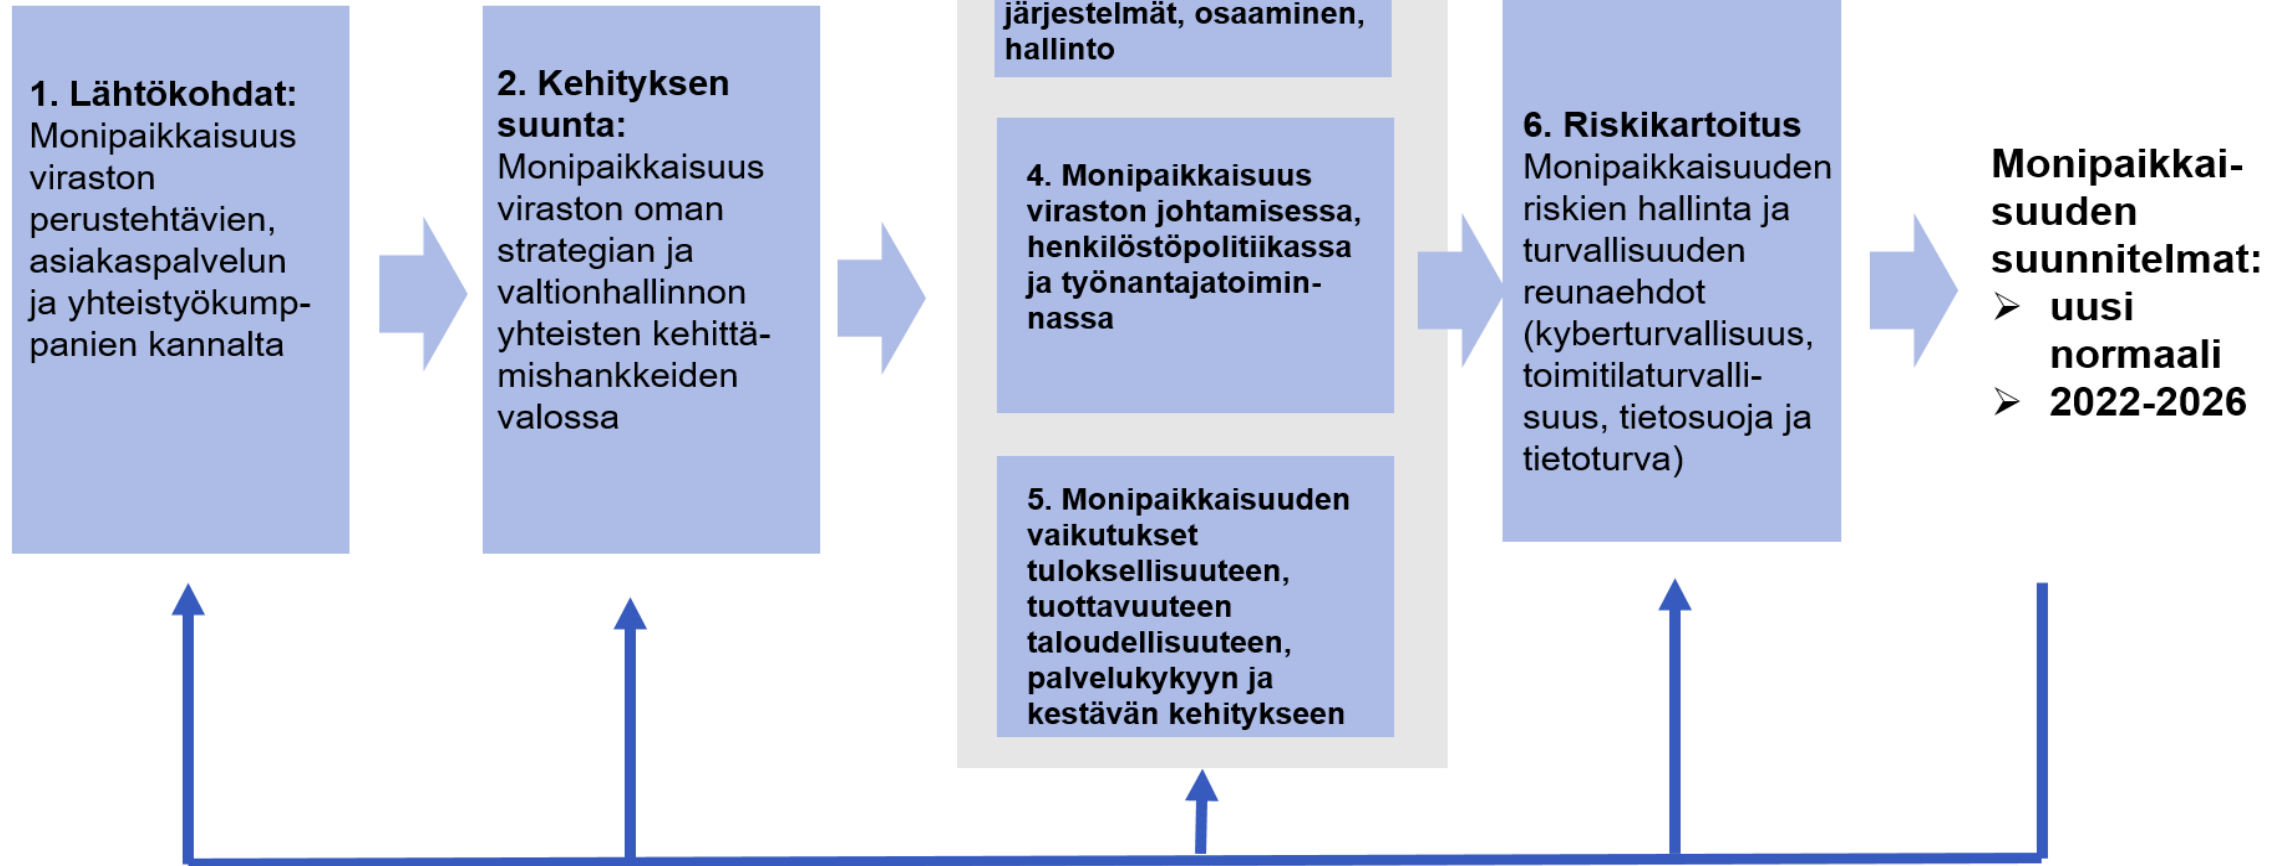 1. Lähtökohdat:
Monipaikkaisuus
viraston
perustehtävien,
asiakaspalvelun
ja yhteistyökump-
panien kannalta
2. Kehityksen
suunta:
Monipaikkaisuus
viraston oman
strategian ja
valtionhallinnon
yhteisten kehittä-
mishankkeiden
valossa
järjestelmät, osaaminen,
hallinto
4. Monipaikkaisuus
viraston johtamisessa,
henkilöstöpolitiikassa
ja työnantajatoimin-
nassa
5. Monipaikkaisuuden
vaikutukset
tuloksellisuuteen,
tuottavuuteen
taloudellisuuteen,
palvelukykyyn ja
kestävän kehitykseen
6. Riskikartoitus
Monipaikkaisuuden
riskien hallinta ja
turvallisuuden
reunaehdot
(kyberturvallisuus,
toimitilaturvalli-
suus, tietosuoja ja
tietoturva)
Monipaikkai-
suuden
suunnitelmat:
➢ uusi
normaali
➢ 2022-2026